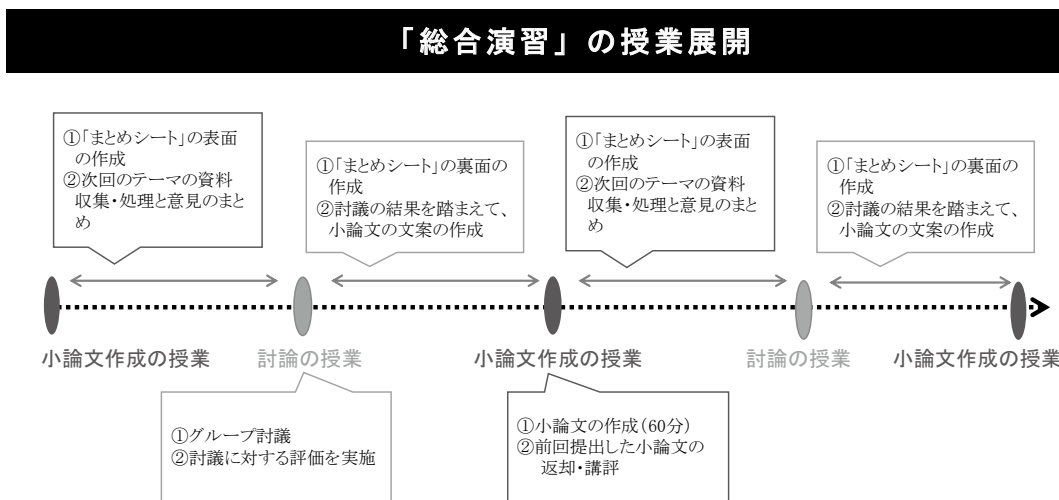 「総合演習」の授業展開
①「まとめシート」の表面
の作成
②次回のテーマの資料
収集・処理と意見のまと
め
①「まとめシート」の裏面の
作成
②討議の結果を踏まえて、
小論文の文案の作成
①「まとめシート」の表面
の作成
②次回のテーマの資料
収集・処理と意見のまと
め
①「まとめシート」の裏面の
作成
②討議の結果を踏まえて、
小論文の文案の作成
小論文作成の授業
討論の授業
小論文作成の授業
討論の授業
小論文作成の授業
①グループ討議
②討議に対する評価を実施
①小論文の作成（60分）
②前回提出した小論文の
返却・講評